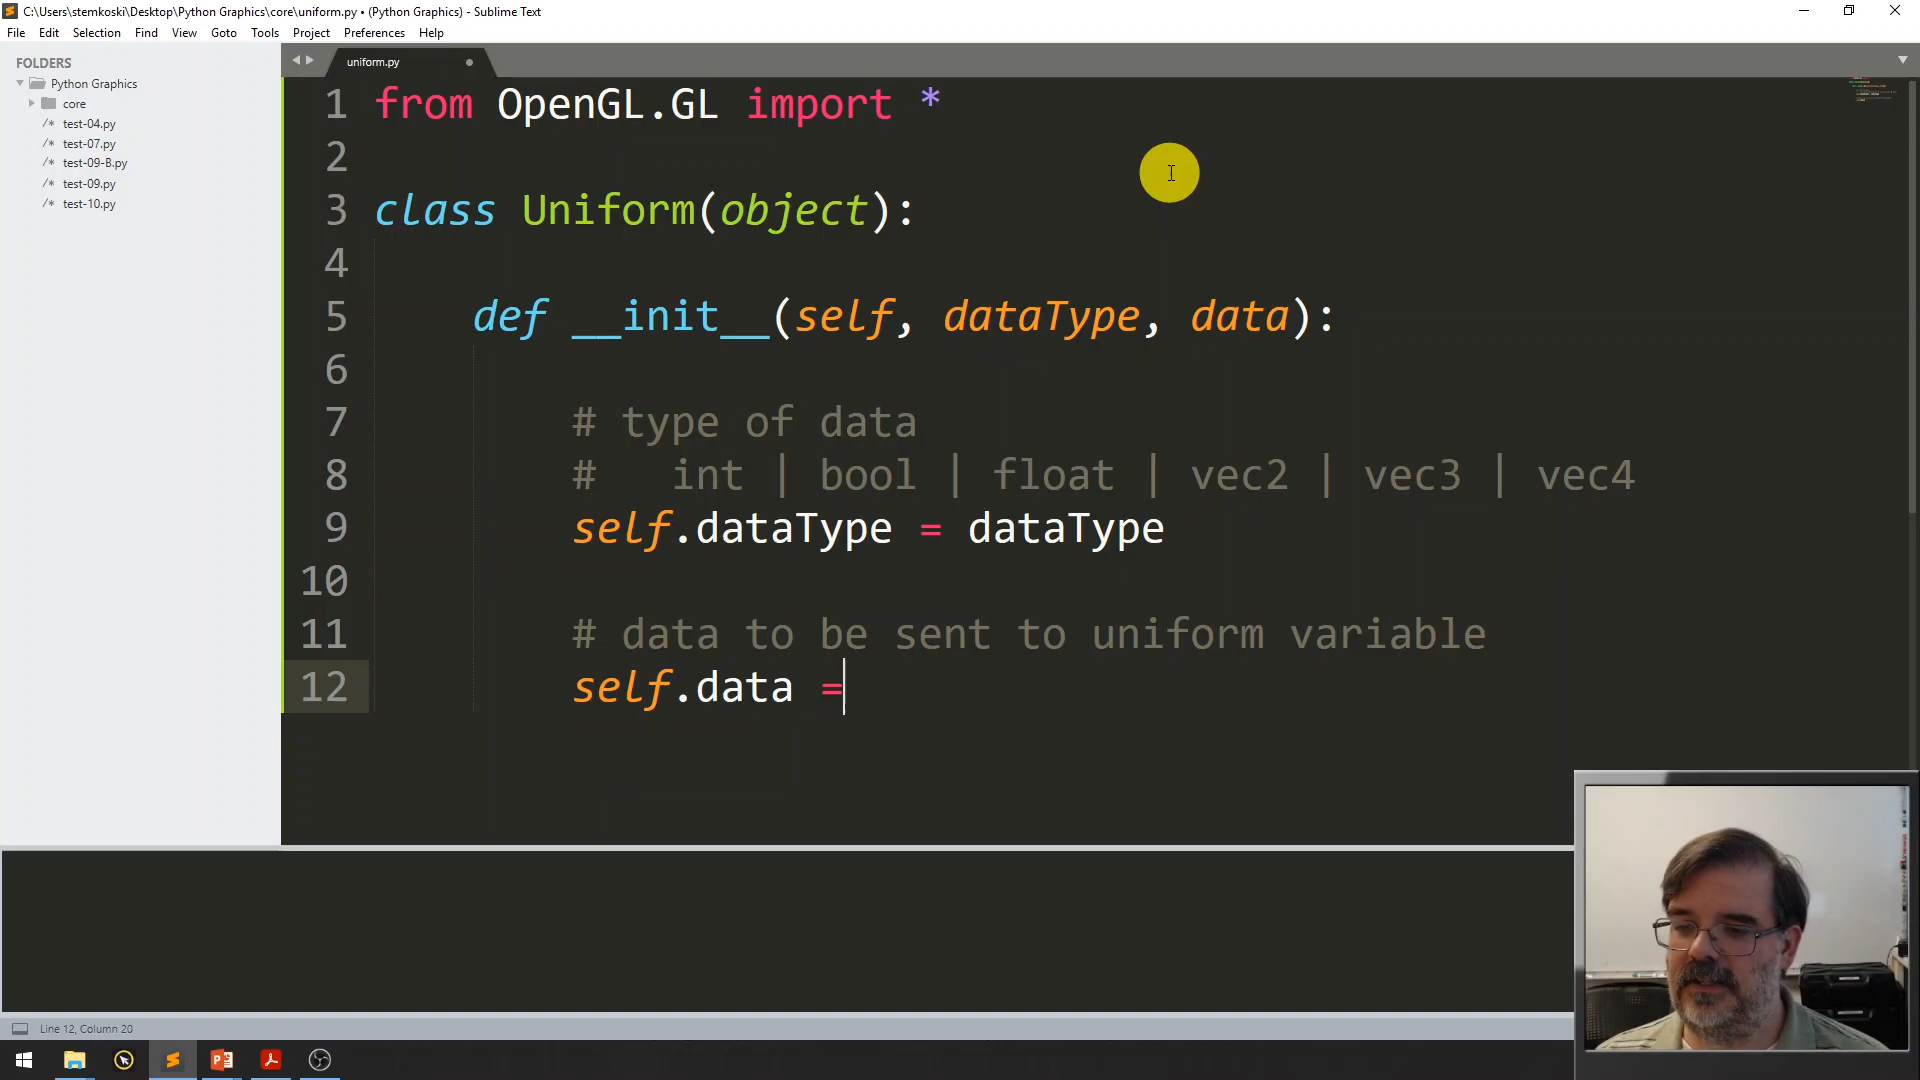 C:\Users\stemkoski\Desktop\Python Graphics\core\uniform.py • (Python Graphics) - Sublime Text
File Edit Selection Find View Goto Tools Project Preferences Help
FOLDERS
Python Graphics
core
/* test-04.py
/* test-07.py
/* test-09-B.py
/* test-09.py
/* test-10.py
uniform.py
1 from OpenGL.GL import *
2
3 class Uniform(object):
4
5 def __init__(self, dataType, data):
6
7 # type of data
8 # int | bool | float | vec2 | vec3 | vec4
9 self.dataType = dataType
10
11 # data to be sent to uniform variable
12 self.data =
Line 12, Column 20